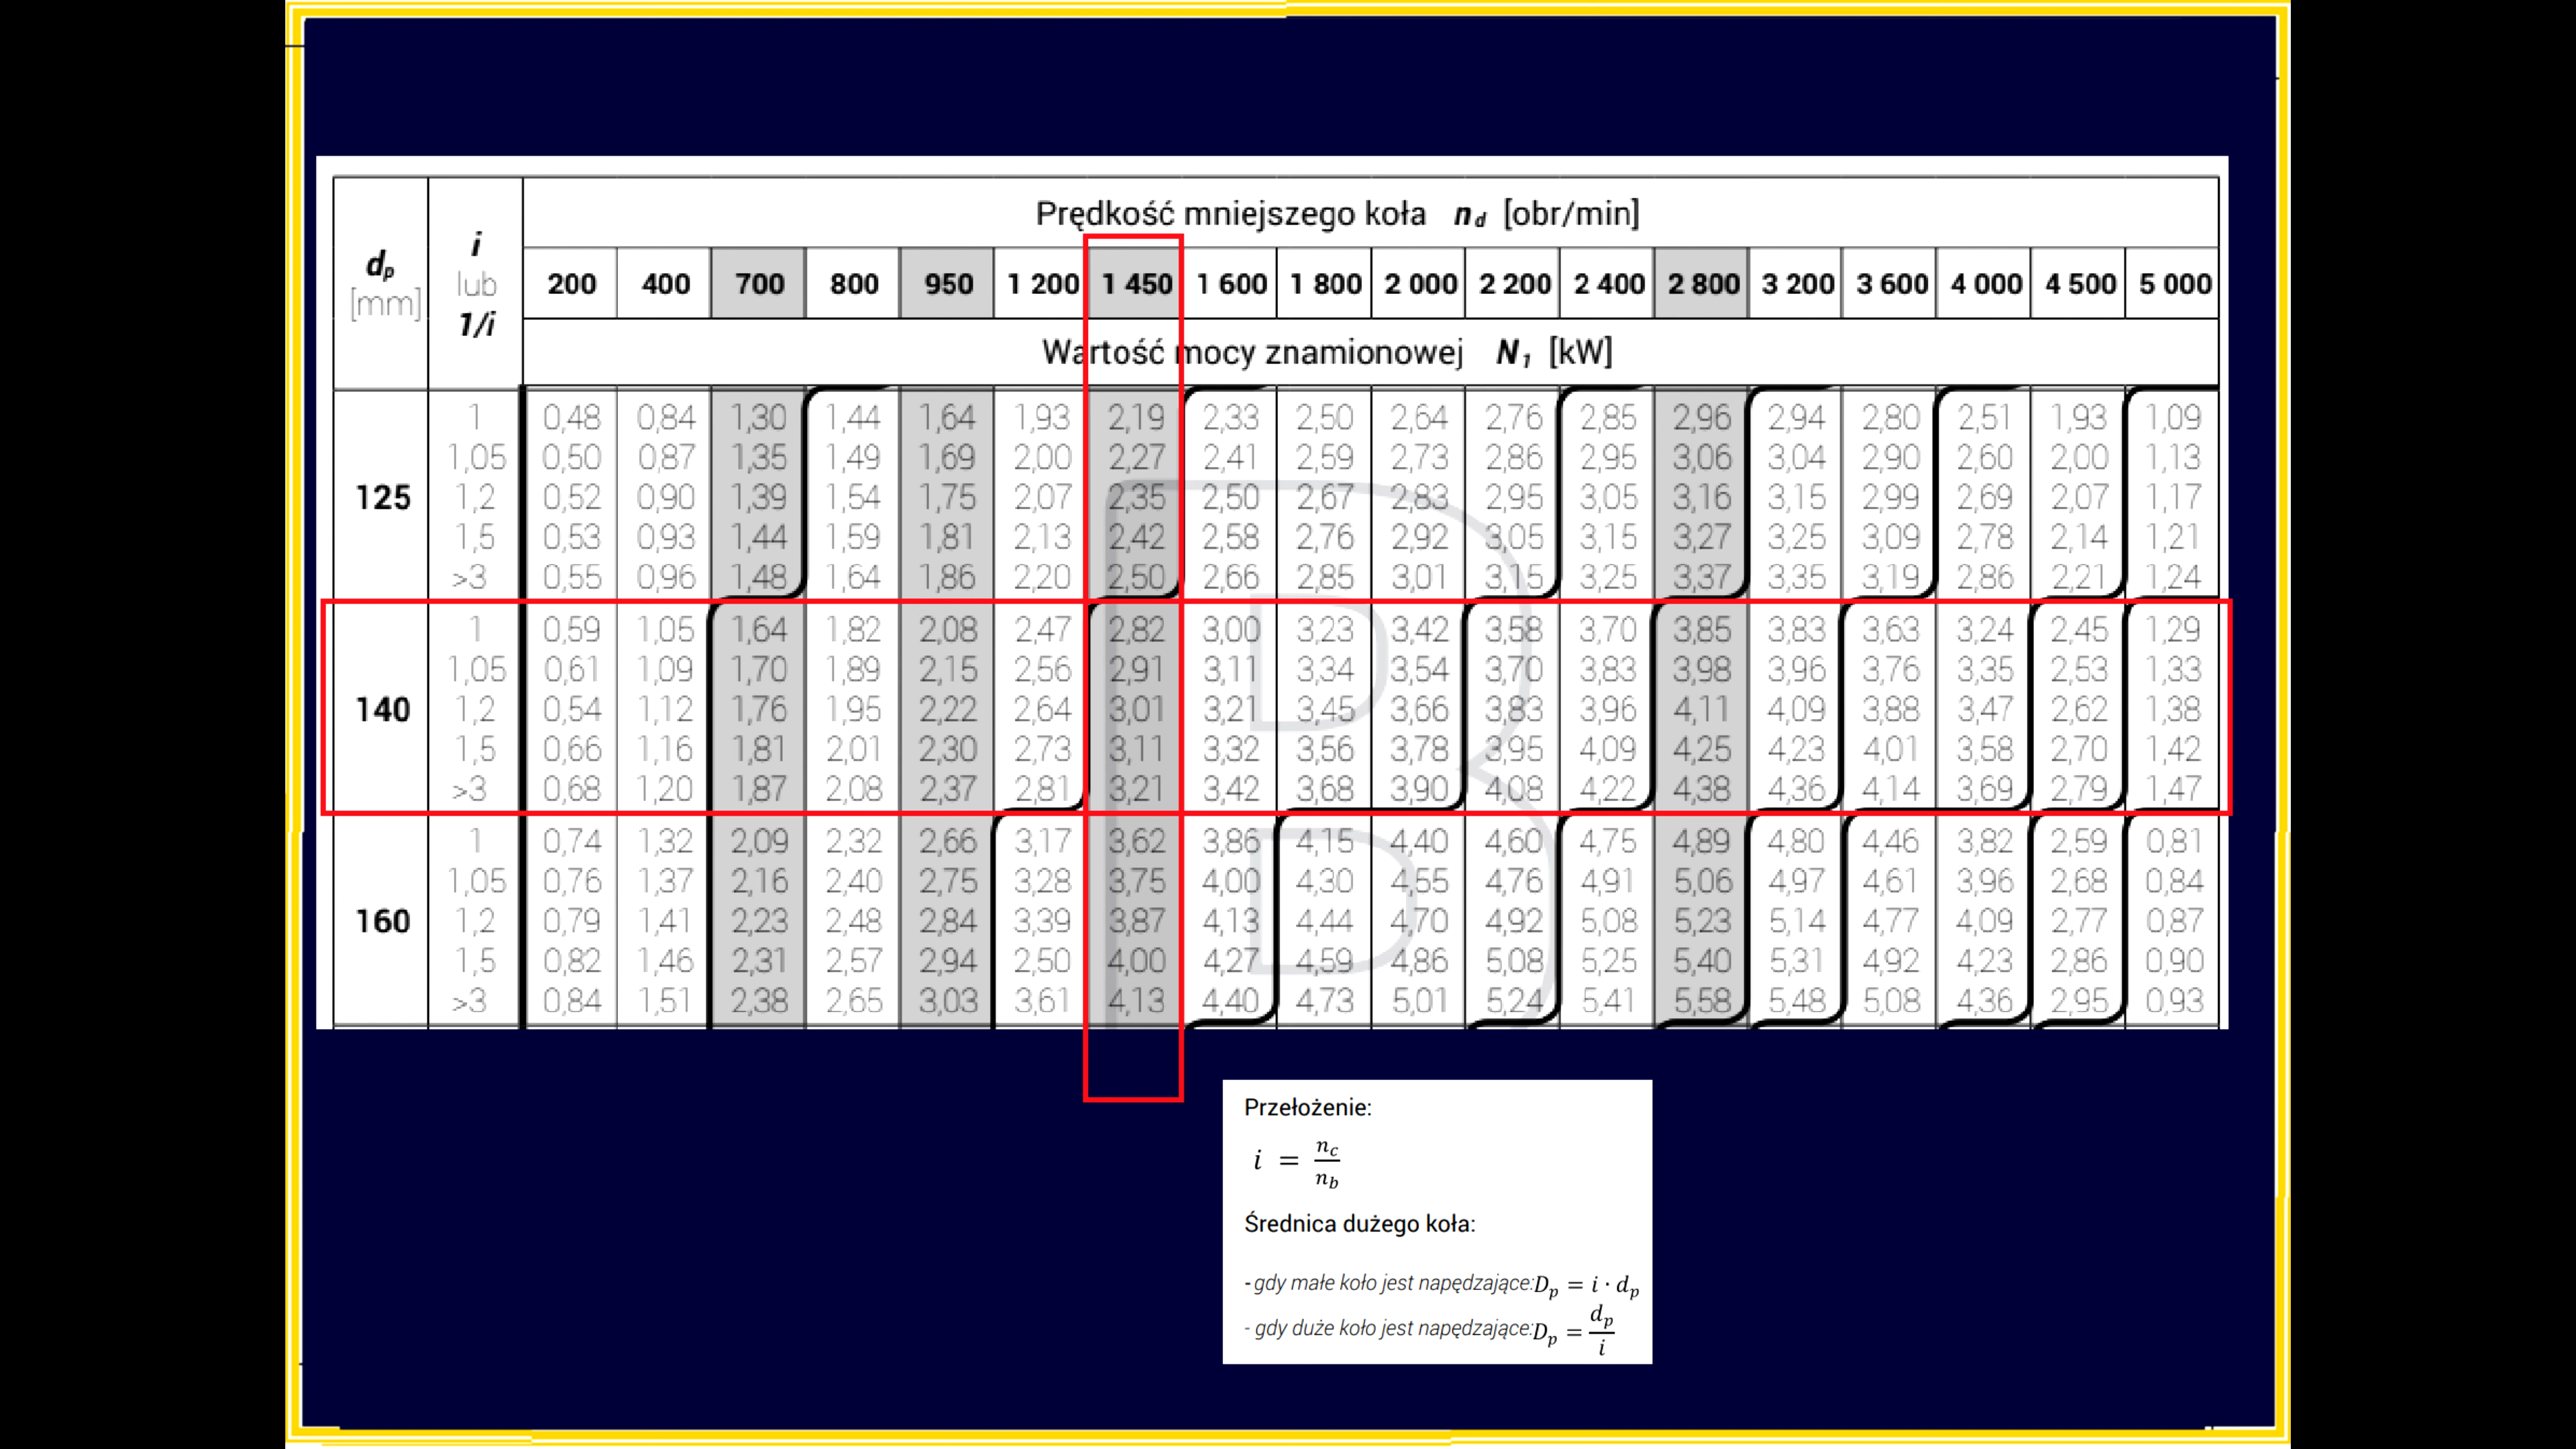 Prędkość mniejszego koła n_d [obr/min]
d_p [mm] i lub 1/i
200 400 700 800 950 1 200 1 450 1 600 1 800 2 000 2 200 2 400 2 800 3 200 3 600 4 000 4 500 5 000
Wartość mocy znamionowej N_1 [kW]
125
1 0,48 0,84 1,30 1,44 1,64 1,93 2,19 2,33 2,50 2,64 2,76 2,85 2,96 2,94 2,80 2,51 1,93 1,09
1,05 0,50 0,87 1,35 1,49 1,69 2,00 2,27 2,41 2,59 2,73 2,86 2,95 3,06 3,04 2,90 2,60 2,00 1,13
1,2 0,52 0,90 1,39 1,54 1,75 2,07 2,35 2,50 2,67 2,83 2,95 3,05 3,16 3,15 2,99 2,69 2,07 1,17
1,5 0,53 0,93 1,44 1,59 1,81 2,13 2,42 2,58 2,76 2,92 3,05 3,15 3,27 3,25 3,09 2,78 2,14 1,21
>3 0,55 0,96 1,48 1,64 1,86 2,20 2,50 2,66 2,85 3,01 3,15 3,25 3,37 3,35 3,19 2,86 2,21 1,24
140
1 0,59 1,05 1,64 1,82 2,08 2,47 2,82 3,00 3,23 3,42 3,58 3,70 3,85 3,83 3,63 3,24 2,45 1,29
1,05 0,61 1,09 1,70 1,89 2,15 2,56 2,91 3,11 3,34 3,54 3,70 3,83 3,98 3,96 3,76 3,35 2,53 1,33
1,2 0,54 1,12 1,76 1,95 2,22 2,64 3,01 3,21 3,45 3,66 3,83 3,96 4,11 4,09 3,88 3,47 2,62 1,38
1,5 0,66 1,16 1,81 2,01 2,30 2,73 3,11 3,32 3,56 3,78 3,95 4,09 4,25 4,23 4,01 3,58 2,70 1,42
>3 0,68 1,20 1,87 2,08 2,37 2,81 3,21 3,42 3,68 3,90 4,08 4,22 4,38 4,36 4,14 3,69 2,79 1,47
160
1 0,74 1,32 2,09 2,32 2,66 3,17 3,62 3,86 4,15 4,40 4,60 4,75 4,89 4,80 4,46 3,82 2,59 0,81
1,05 0,76 1,37 2,16 2,40 2,75 3,28 3,75 4,00 4,30 4,55 4,76 4,91 5,06 4,97 4,61 3,96 2,68 0,84
1,2 0,79 1,41 2,23 2,48 2,84 3,39 3,87 4,13 4,44 4,70 4,92 5,08 5,23 5,14 4,77 4,09 2,77 0,87
1,5 0,82 1,46 2,31 2,57 2,94 2,50 4,00 4,27 4,59 4,86 5,08 5,25 5,40 5,31 4,92 4,23 2,86 0,90
>3 0,84 1,51 2,38 2,65 3,03 3,61 4,13 4,40 4,73 5,01 5,24 5,41 5,58 5,48 5,08 4,36 2,95 0,93
Przełożenie:
i = n_c / n_b
Średnica dużego koła:
- gdy małe koło jest napędzające: D_p = i · d_p
- gdy duże koło jest napędzające: D_p = d_p / i